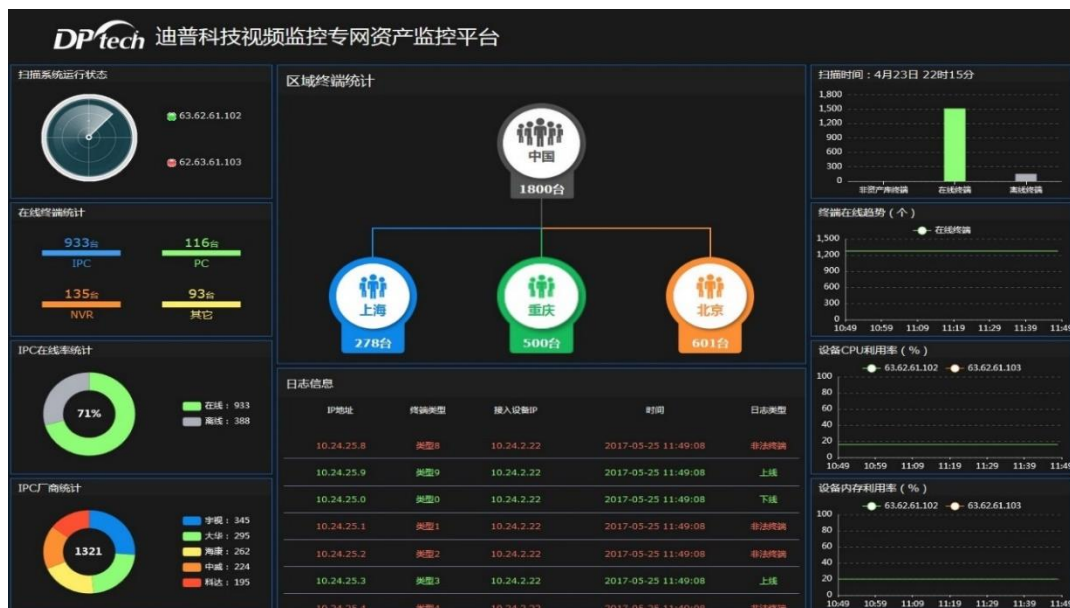 DPtech 迪普科技视频监控专网资产监控平台
扫描系统运行状态
63.62.61.102
62.63.61.103
在线终端统计
933台
IPC
116台
PC
135台
NVR
93台
其它
IPC在线率统计
71%
在线：933
离线：388
IPC厂商统计
1321
宇视：345
大华：295
海康：262
中威：224
科达：195
区域终端统计
中国
1800台
上海
278台
重庆
500台
北京
601台
日志信息
IP地址 终端类型 接入设备IP 时间 日志类型
10.24.25.8 类型8 10.24.2.22 2017-05-25 11:49:08 非法终端
10.24.25.9 类型9 10.24.2.22 2017-05-25 11:49:08 上线
10.24.25.0 类型0 10.24.2.22 2017-05-25 11:49:08 下线
10.24.25.1 类型1 10.24.2.22 2017-05-25 11:49:08 非法终端
10.24.25.2 类型2 10.24.2.22 2017-05-25 11:49:08 非法终端
10.24.25.3 类型3 10.24.2.22 2017-05-25 11:49:08 上线
扫描时间：4月23日 22时15分
1,800
1,500
1,200
900
600
300
0
非资产库终端 在线终端 离线终端
终端在线趋势（个）
在线终端
1,500
1,200
900
600
300
0
10:49 10:59 11:09 11:19 11:29 11:39 11:49
设备CPU利用率（%）
63.62.61.102 63.62.61.103
100
80
60
40
20
0
10:49 10:59 11:09 11:19 11:29 11:39 11:49
设备内存利用率（%）
63.62.61.102 63.62.61.103
100
80
60
40
20
0
10:49 10:59 11:09 11:19 11:29 11:39 11:49